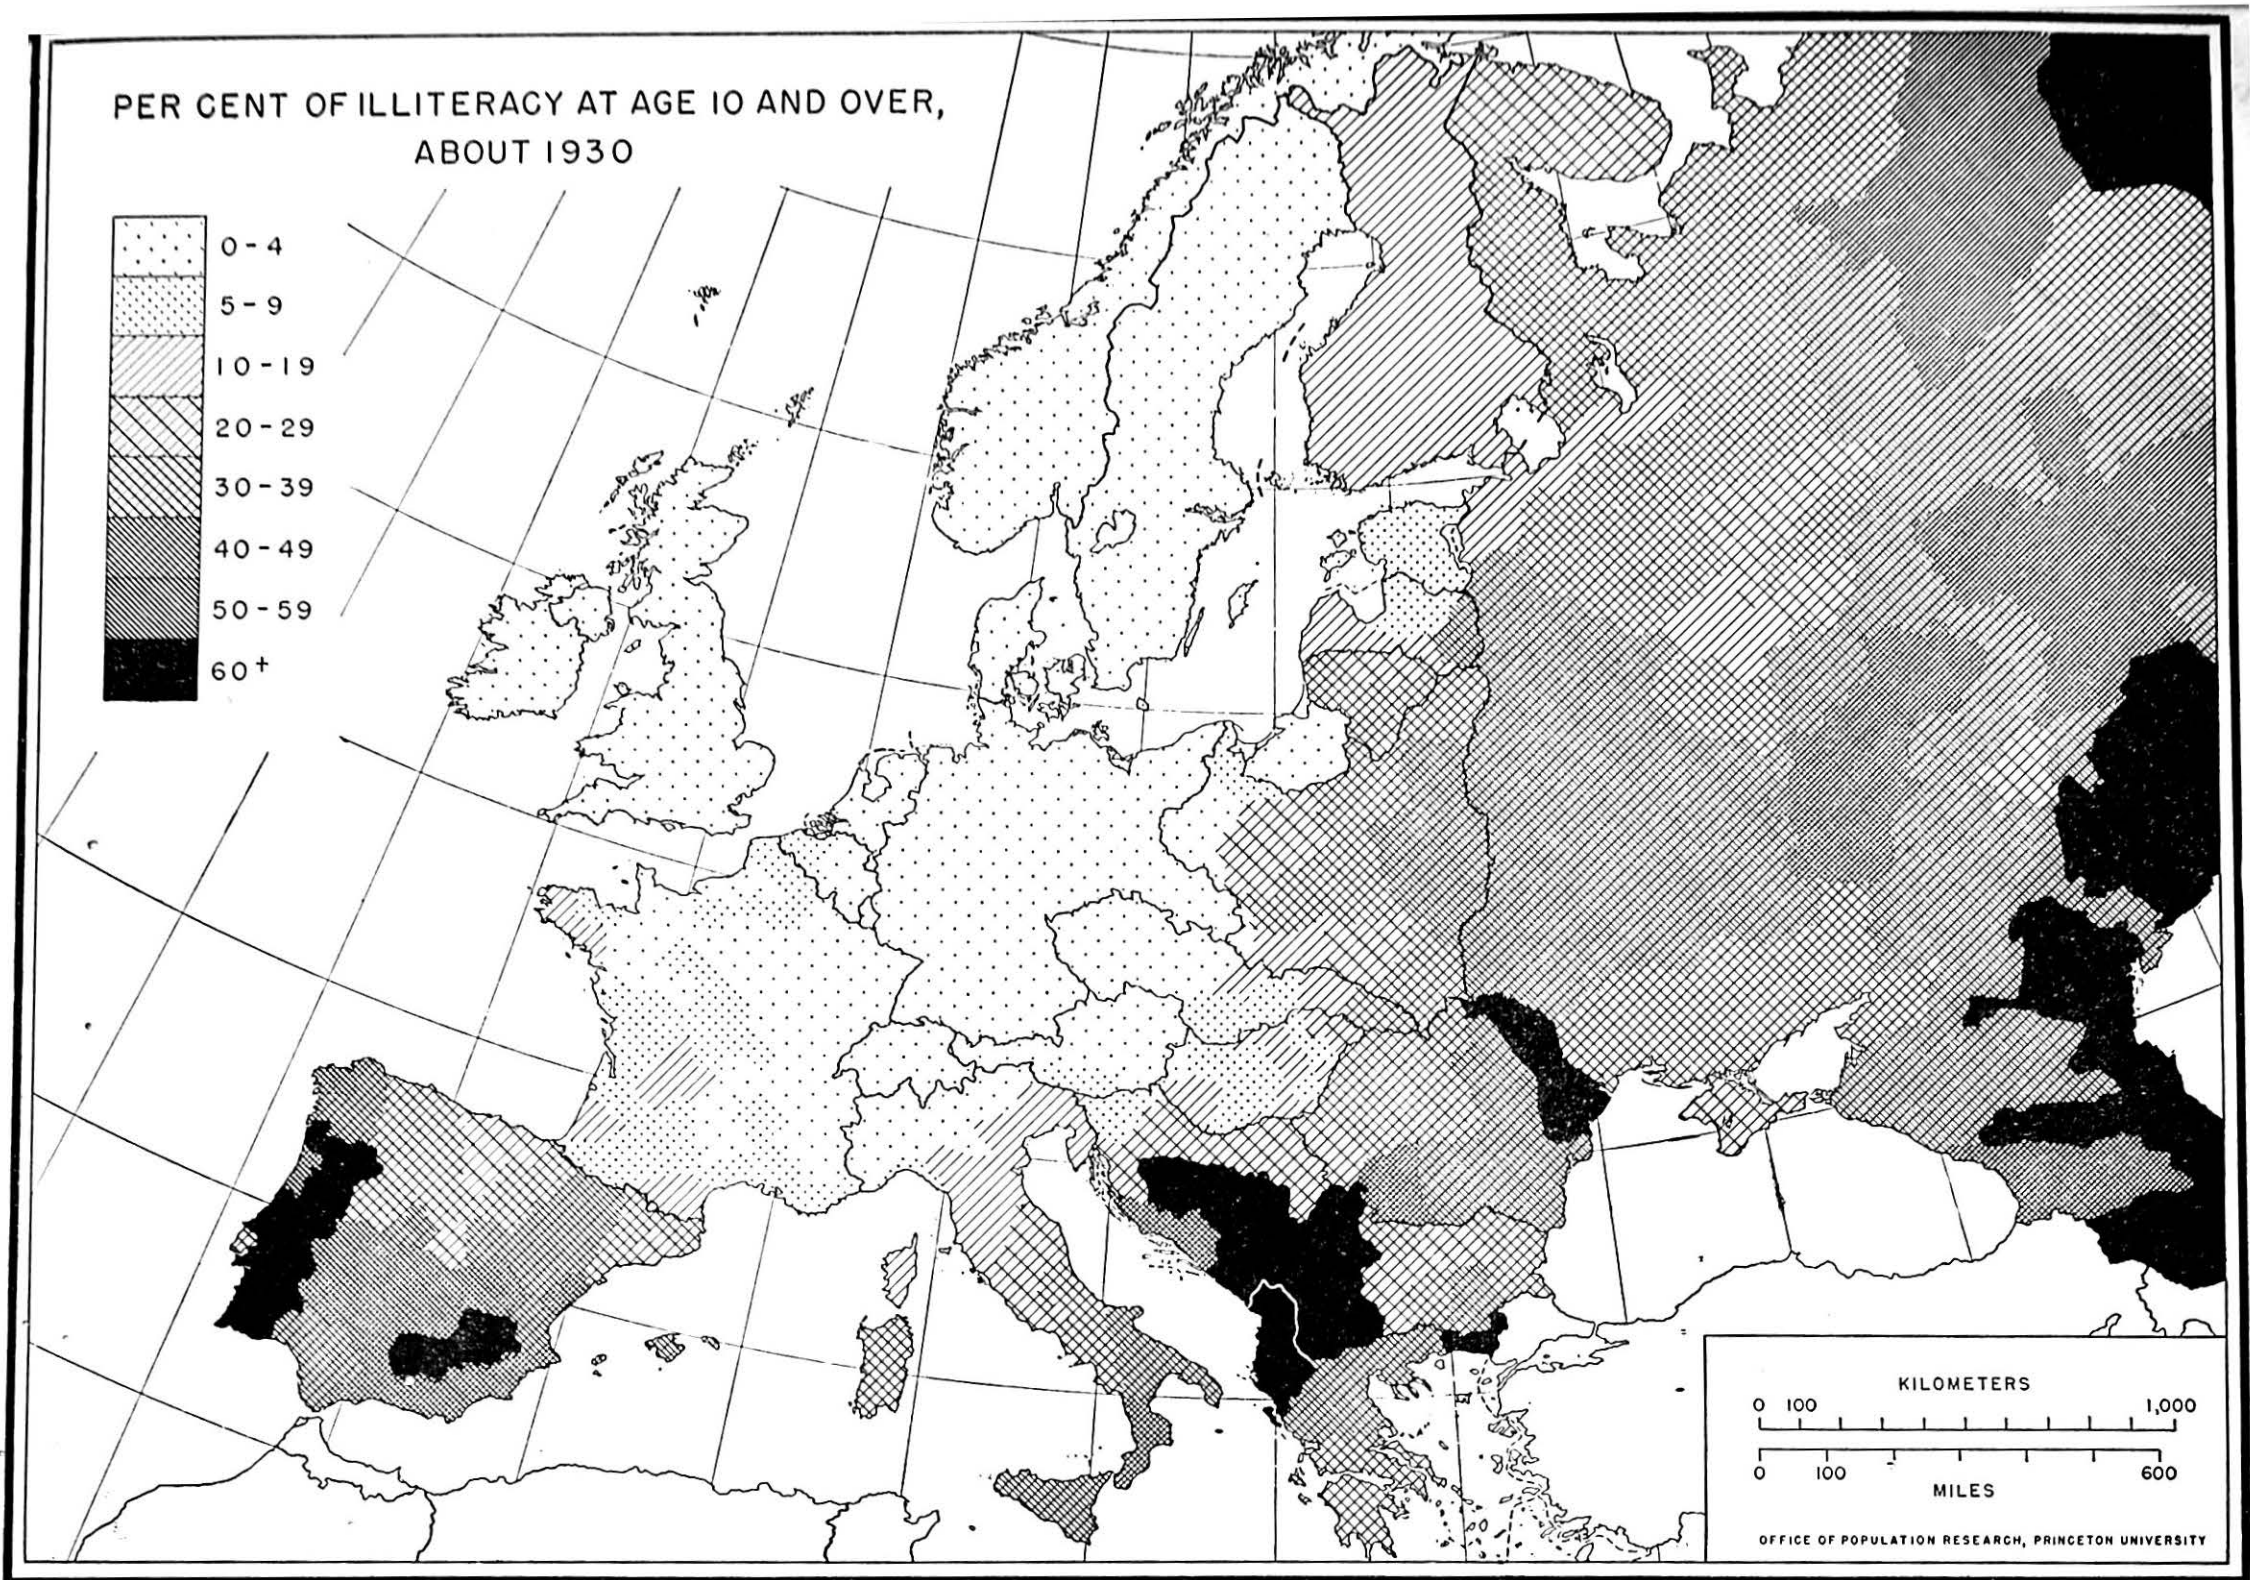 PER CENT OF ILLITERACY AT AGE 10 AND OVER,
ABOUT 1930
0-4
5-9
10-19
20-29
30-39
40-49
50-59
60+
KILOMETERS
0 100 1,000
0 100 600
MILES
OFFICE OF POPULATION RESEARCH, PRINCETON UNIVERSITY